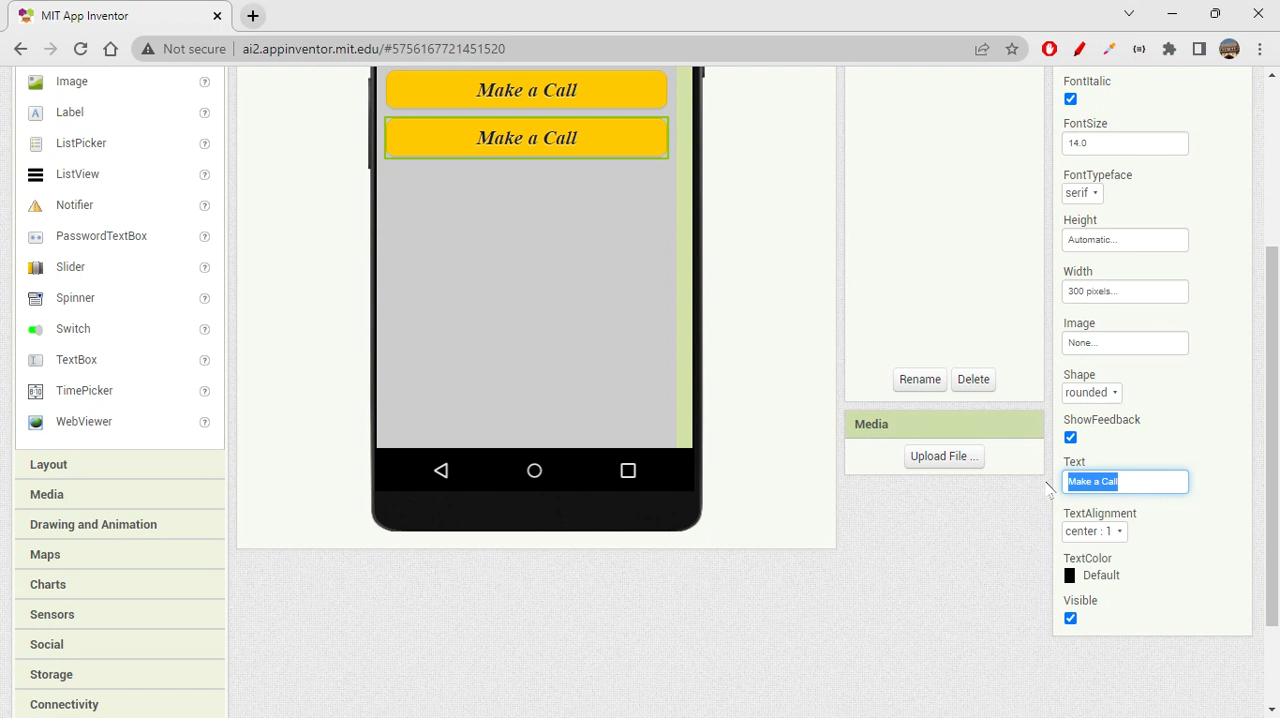 MIT App Inventor
Not secure
ai2.appinventor.mit.edu/#5756167721451520
Image
Label
ListPicker
ListView
Notifier
PasswordTextBox
Slider
Spinner
Switch
TextBox
TimePicker
WebViewer
Layout
Media
Drawing and Animation
Maps
Charts
Sensors
Social
Storage
Connectivity
Make a Call
Make a Call
Rename
Delete
Media
Upload File ...
FontItalic
FontSize
14.0
FontTypeface
serif
Height
Automatic...
Width
300 pixels...
Image
None...
Shape
rounded
ShowFeedback
Text
Make a Call
TextAlignment
center : 1
TextColor
Default
Visible